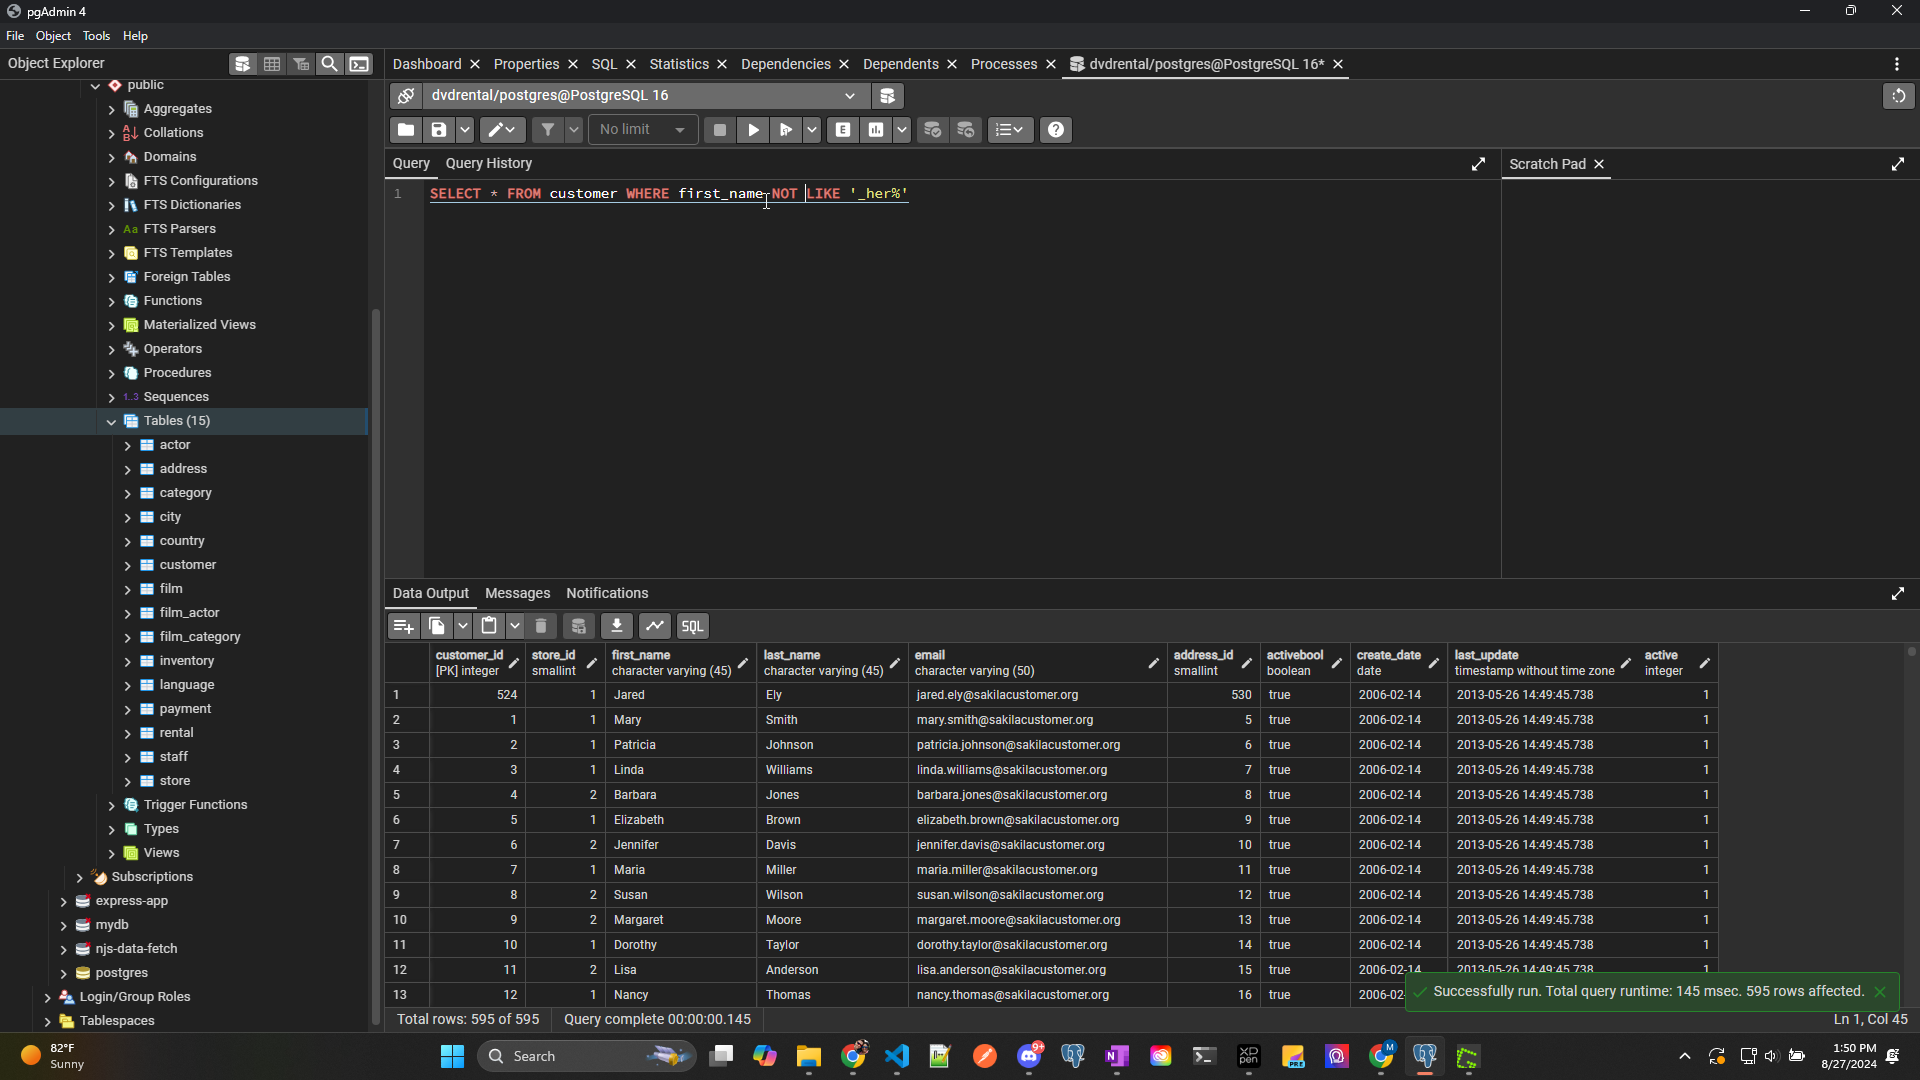 pgAdmin 4
File Object Tools Help
Object Explorer
Dashboard Properties SQL Statistics Dependencies Dependents Processes dvdrental/postgres@PostgreSQL 16*
public
Aggregates
Collations
Domains
FTS Configurations
FTS Dictionaries
FTS Parsers
FTS Templates
Foreign Tables
Functions
Materialized Views
Operators
Procedures
1..3 Sequences
Tables (15)
actor
address
category
city
country
customer
film
film_actor
film_category
inventory
language
payment
rental
staff
store
Trigger Functions
Types
Views
Subscriptions
express-app
mydb
njs-data-fetch
postgres
Login/Group Roles
Tablespaces
dvdrental/postgres@PostgreSQL 16
No limit
Query Query History
Scratch Pad
1 SELECT * FROM customer WHERE first_name NOT LIKE '_her%'
Data Output Messages Notifications
SQL
customer_id store_id first_name last_name email address_id activebool create_date last_update active
[PK] integer smallint character varying (45) character varying (45) character varying (50) smallint boolean date timestamp without time zone integer
1 524 1 Jared Ely jared.ely@sakilacustomer.org 530 true 2006-02-14 2013-05-26 14:49:45.738 1
2 1 1 Mary Smith mary.smith@sakilacustomer.org 5 true 2006-02-14 2013-05-26 14:49:45.738 1
3 2 1 Patricia Johnson patricia.johnson@sakilacustomer.org 6 true 2006-02-14 2013-05-26 14:49:45.738 1
4 3 1 Linda Williams linda.williams@sakilacustomer.org 7 true 2006-02-14 2013-05-26 14:49:45.738 1
5 4 2 Barbara Jones barbara.jones@sakilacustomer.org 8 true 2006-02-14 2013-05-26 14:49:45.738 1
6 5 1 Elizabeth Brown elizabeth.brown@sakilacustomer.org 9 true 2006-02-14 2013-05-26 14:49:45.738 1
7 6 2 Jennifer Davis jennifer.davis@sakilacustomer.org 10 true 2006-02-14 2013-05-26 14:49:45.738 1
8 7 1 Maria Miller maria.miller@sakilacustomer.org 11 true 2006-02-14 2013-05-26 14:49:45.738 1
9 8 2 Susan Wilson susan.wilson@sakilacustomer.org 12 true 2006-02-14 2013-05-26 14:49:45.738 1
10 9 2 Margaret Moore margaret.moore@sakilacustomer.org 13 true 2006-02-14 2013-05-26 14:49:45.738 1
11 10 1 Dorothy Taylor dorothy.taylor@sakilacustomer.org 14 true 2006-02-14 2013-05-26 14:49:45.738 1
12 11 2 Lisa Anderson lisa.anderson@sakilacustomer.org 15 true 2006-02-14 2013-05-26 14:49:45.738 1
13 12 1 Nancy Thomas nancy.thomas@sakilacustomer.org 16 true 2006-02
Successfully run. Total query runtime: 145 msec. 595 rows affected.
Total rows: 595 of 595 Query complete 00:00:00.145 Ln 1, Col 45
82°F
Sunny
Search
1:50 PM
8/27/2024